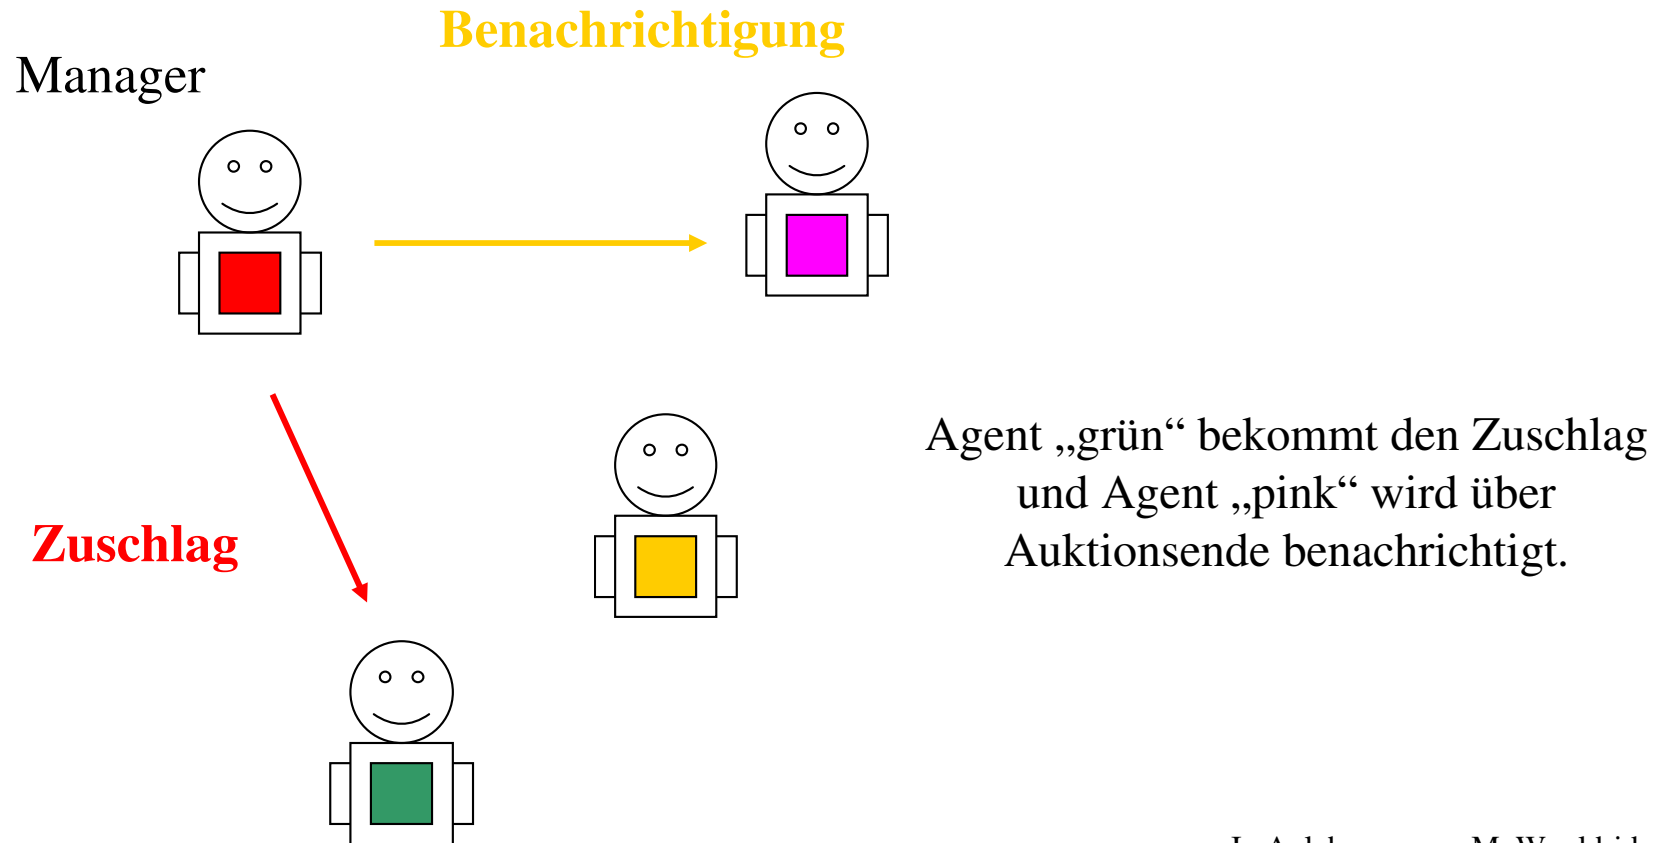 Benachrichtigung
Manager
Agent „grün“ bekommt den Zuschlag
und Agent „pink“ wird über
Auktionsende benachrichtigt.
Zuschlag